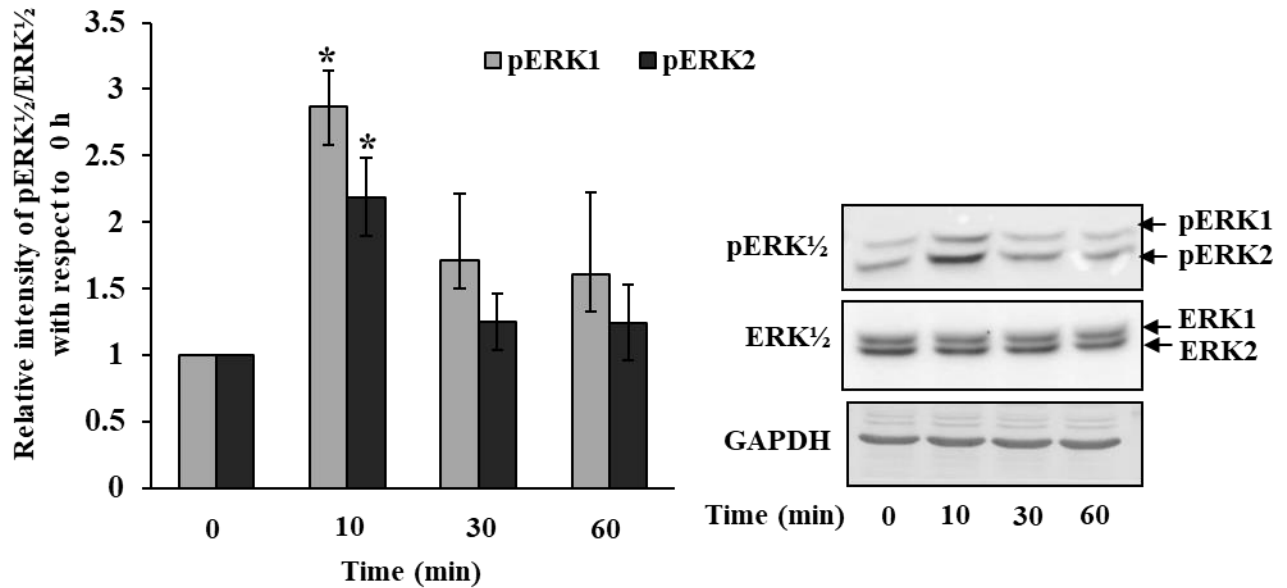 Relative intensity of pERK½/ERK½
with respect to 0 h
3.5
3
2.5
2
1.5
1
0.5
0
* 
*
pERK1 pERK2
0 10 30 60
Time (min)
pERK½
pERK1
pERK2
ERK½
ERK1
ERK2
GAPDH
Time (min) 0 10 30 60